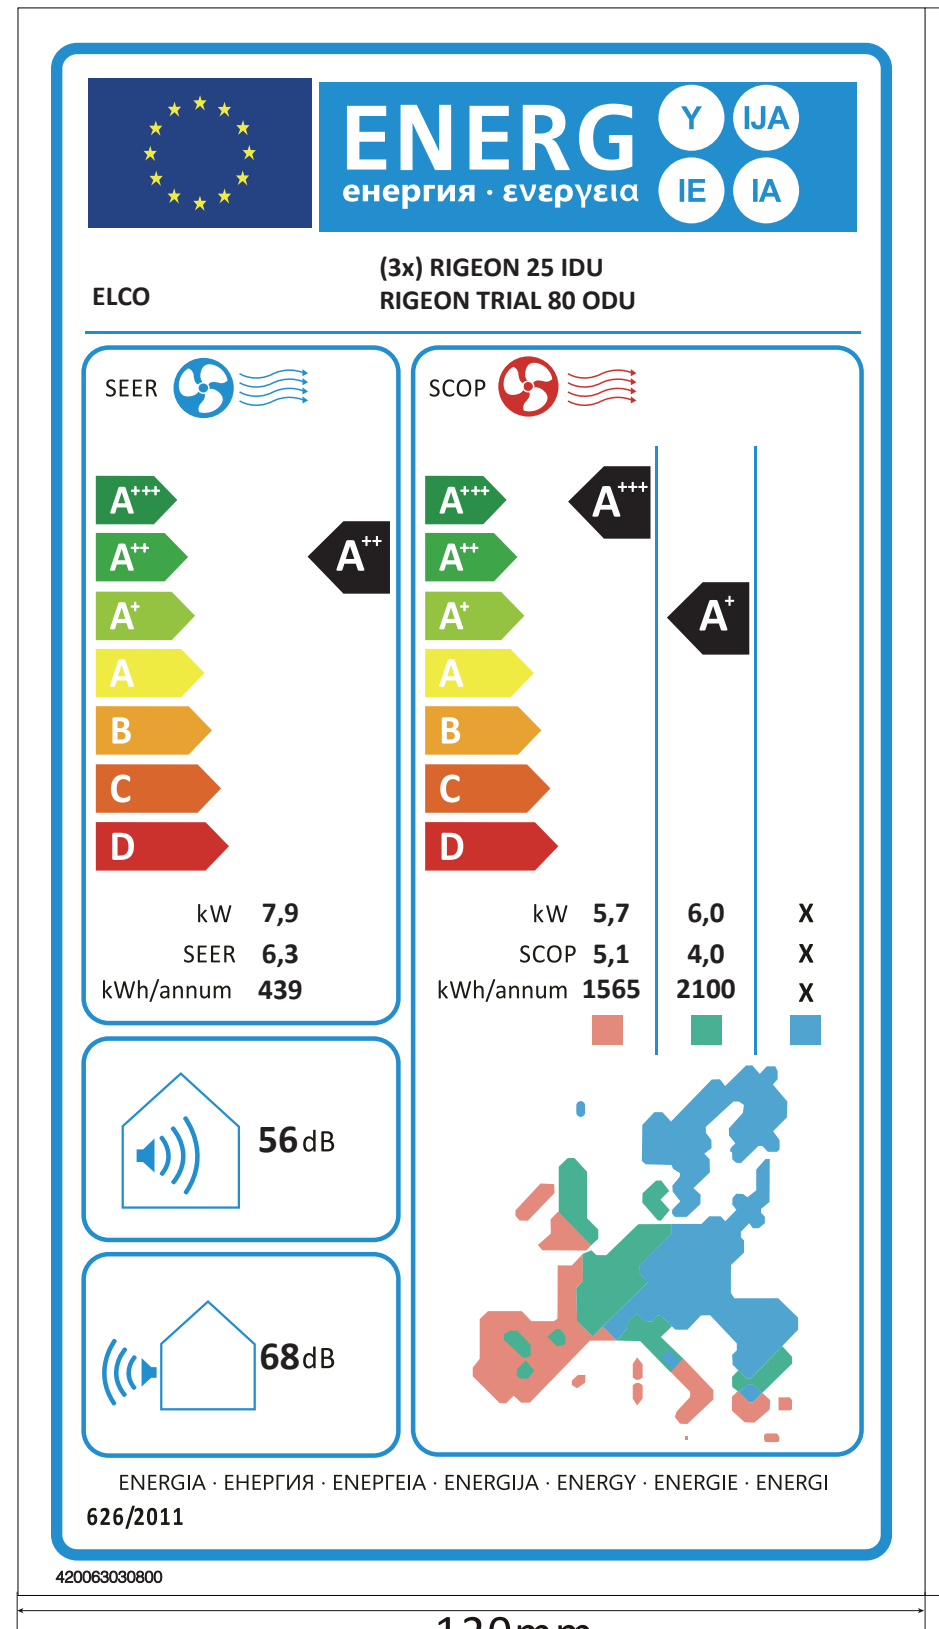 ENERG
енергия · ενεργεια
Y IJA
IE IA
ELCO
(3x) RIGEON 25 IDU
RIGEON TRIAL 80 ODU
SEER
A+++
A++
A+
A
B
C
D
A++
kW 7,9
SEER 6,3
kWh/annum 439
SCOP
A+++
A++
A+
A
B
C
D
A+++
A+
kW 5,7 6,0 X
SCOP 5,1 4,0 X
kWh/annum 1565 2100 X
56 dB
68 dB
ENERGIA · ЕНЕРГИЯ · ΕΝΕΡΓΕΙΑ · ENERGIJA · ENERGY · ENERGIE · ENERGI
626/2011
420063030800